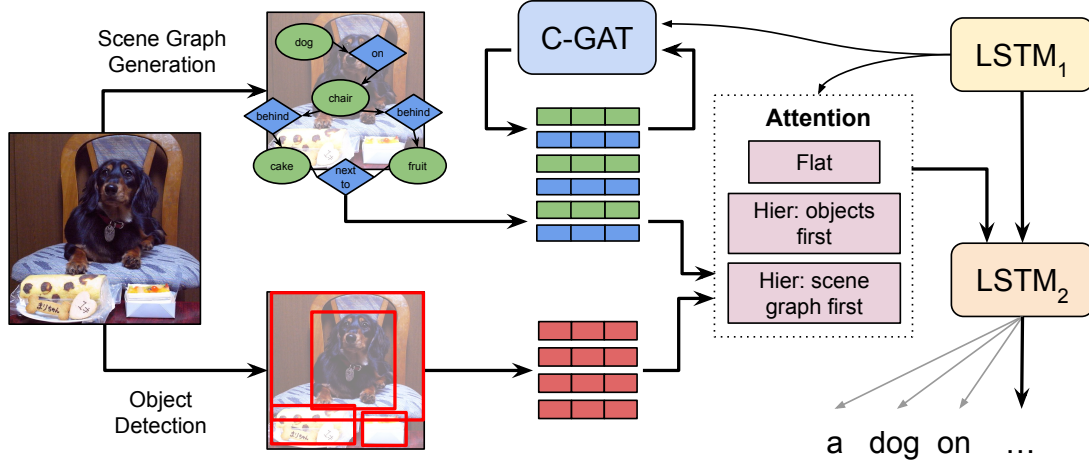 Scene Graph
Generation
dog
on
chair
behind
behind
cake
next
to
fruit
C-GAT
LSTM1
Attention
Flat
Hier: objects
first
Hier: scene
graph first
LSTM2
Object
Detection
a dog on …